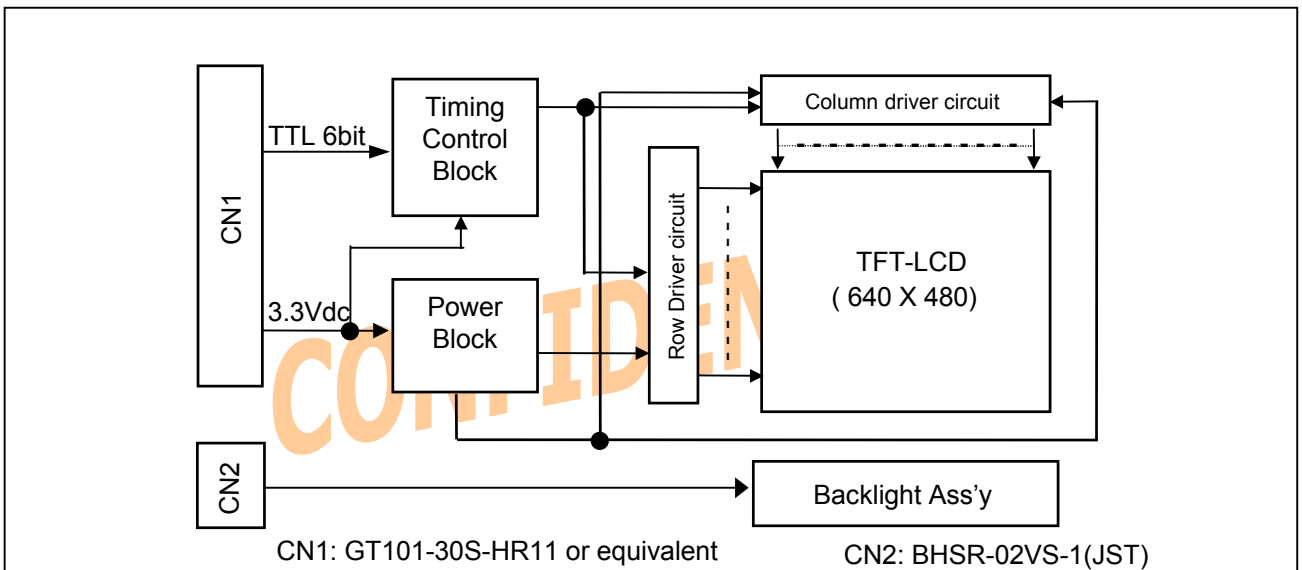 CN1
TTL 6bit
3.3Vdc
Timing
Control
Block
Power
Block
Row Driver circuit
Column driver circuit
TFT-LCD
( 640 X 480)
CN2
Backlight Ass'y
CN1: GT101-30S-HR11 or equivalent
CN2: BHSR-02VS-1(JST)
CONFIDEN